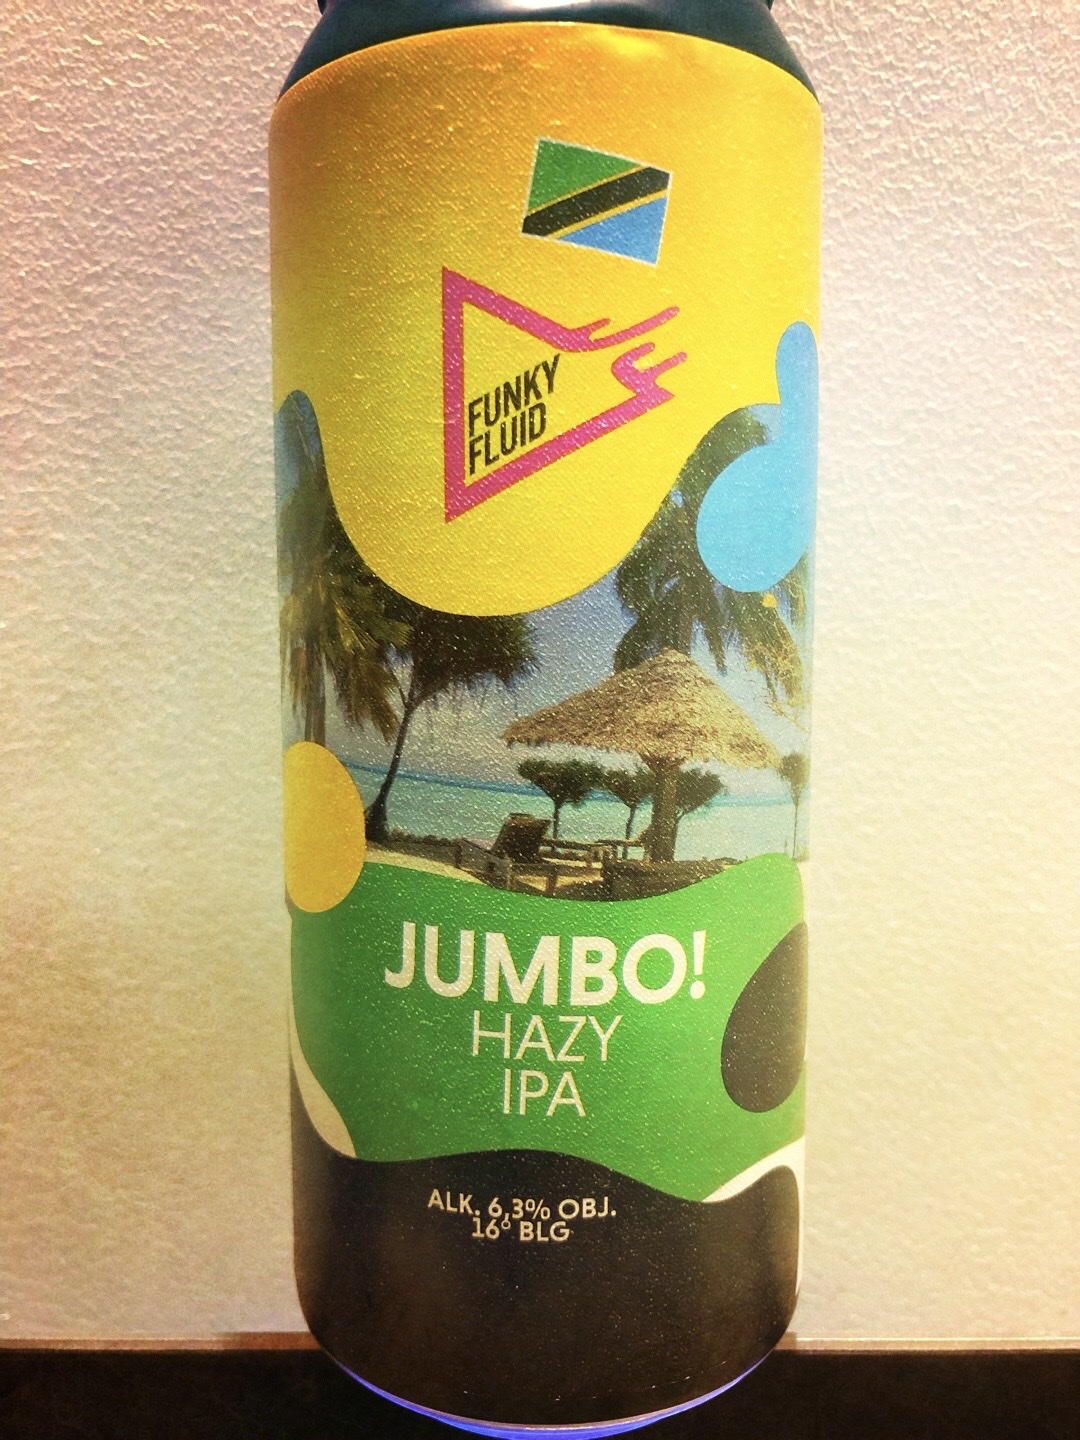 FUNKY
FLUID
JUMBO!
HAZY
IPA
ALK. 6,3% OBJ.
16° BLG